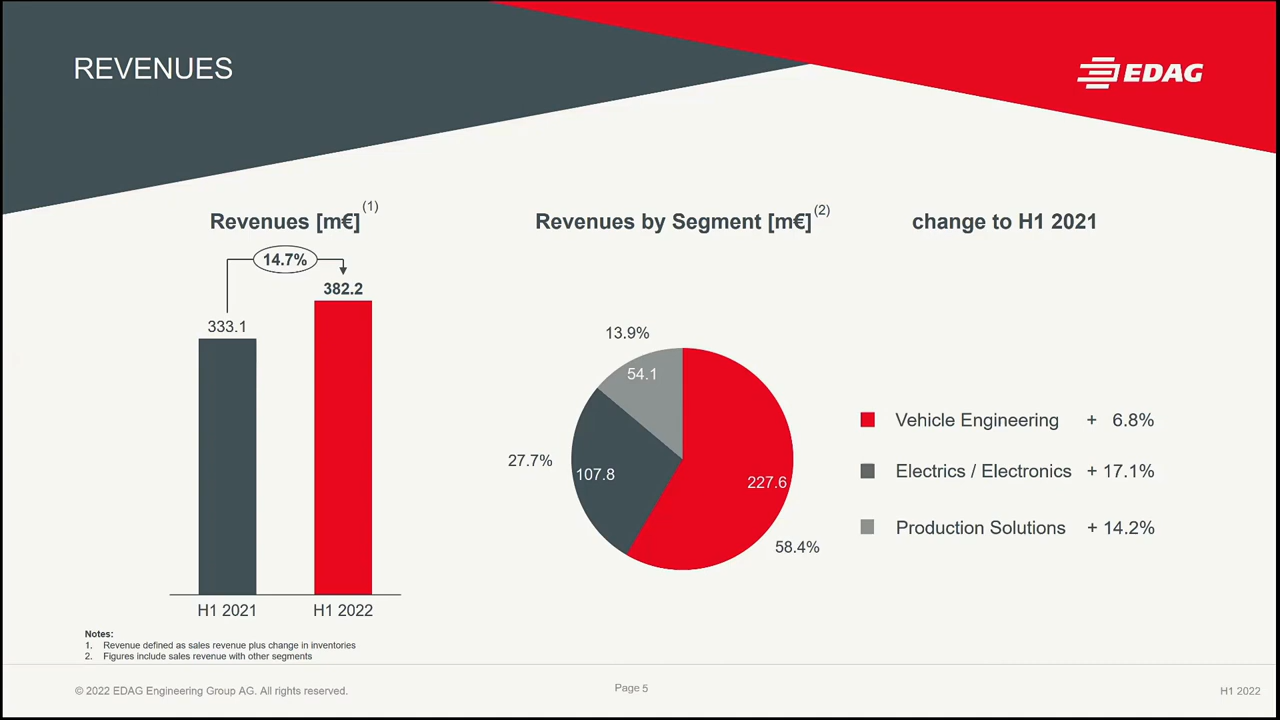 REVENUES
EDAG
Revenues [m€] (1)
14.7%
382.2
333.1
H1 2021
H1 2022
Revenues by Segment [m€] (2)
13.9%
54.1
27.7%
107.8
227.6
58.4%
change to H1 2021
Vehicle Engineering + 6.8%
Electrics / Electronics + 17.1%
Production Solutions + 14.2%
Notes:
1. Revenue defined as sales revenue plus change in inventories
2. Figures include sales revenue with other segments
© 2022 EDAG Engineering Group AG. All rights reserved.
Page 5
H1 2022